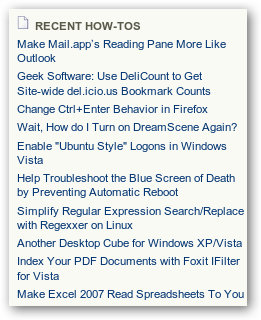 RECENT HOW-TOS
Make Mail.app's Reading Pane More Like
Outlook
Geek Software: Use DeliCount to Get
Site-wide del.icio.us Bookmark Counts
Change Ctrl+Enter Behavior in Firefox
Wait, How do I Turn on DreamScene Again?
Enable "Ubuntu Style" Logons in Windows
Vista
Help Troubleshoot the Blue Screen of Death
by Preventing Automatic Reboot
Simplify Regular Expression Search/Replace
with Regexxer on Linux
Another Desktop Cube for Windows XP/Vista
Index Your PDF Documents with Foxit IFilter
for Vista
Make Excel 2007 Read Spreadsheets To You